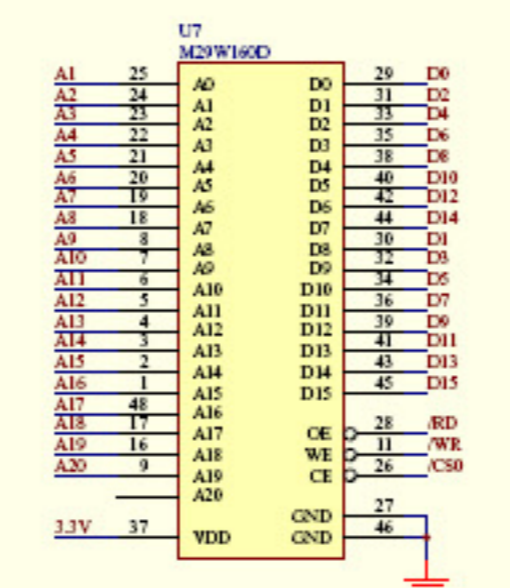 U7
M29W160D
A1 25 A0 D0 29 D0
A2 24 A1 D1 31 D2
A3 23 A2 D2 33 D4
A4 22 A3 D3 35 D6
A5 21 A4 D4 38 D8
A6 20 A5 D5 40 D10
A7 19 A6 D6 42 D12
A8 18 A7 D7 44 D14
A9 8 A8 D8 30 D1
A10 7 A9 D9 32 D3
A11 6 A10 D10 34 D5
A12 5 A11 D11 36 D7
A13 4 A12 D12 39 D9
A14 3 A13 D13 41 D11
A15 2 A14 D14 43 D13
A16 1 A15 D15 45 D15
A17 48 A16
A18 17 A17 OE 28 /RD
A19 16 A18 WE 11 /WR
A20 9 A19 CE 26 /CS0
A20
GND 27
3.3V 37 VDD GND 46